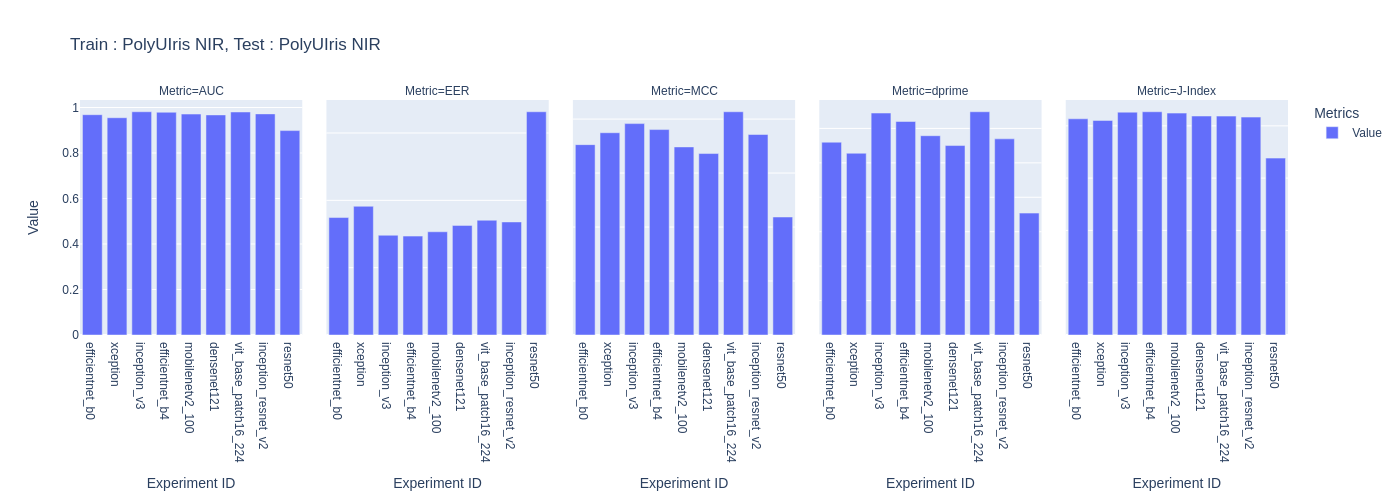 Train : PolyUIris NIR, Test : PolyUIris NIR
Metric=AUC
Metric=EER
Metric=MCC
Metric=dprime
Metric=J-Index
Metrics
Value
Value
1
0.8
0.6
0.4
0.2
0
efficientnet_b0
xception
inception_v3
efficientnet_b4
mobilenetv2_100
densenet121
vit_base_patch16_224
inception_resnet_v2
resnet50
efficientnet_b0
xception
inception_v3
efficientnet_b4
mobilenetv2_100
densenet121
vit_base_patch16_224
inception_resnet_v2
resnet50
efficientnet_b0
xception
inception_v3
efficientnet_b4
mobilenetv2_100
densenet121
vit_base_patch16_224
inception_resnet_v2
resnet50
efficientnet_b0
xception
inception_v3
efficientnet_b4
mobilenetv2_100
densenet121
vit_base_patch16_224
inception_resnet_v2
resnet50
efficientnet_b0
xception
inception_v3
efficientnet_b4
mobilenetv2_100
densenet121
vit_base_patch16_224
inception_resnet_v2
resnet50
Experiment ID
Experiment ID
Experiment ID
Experiment ID
Experiment ID